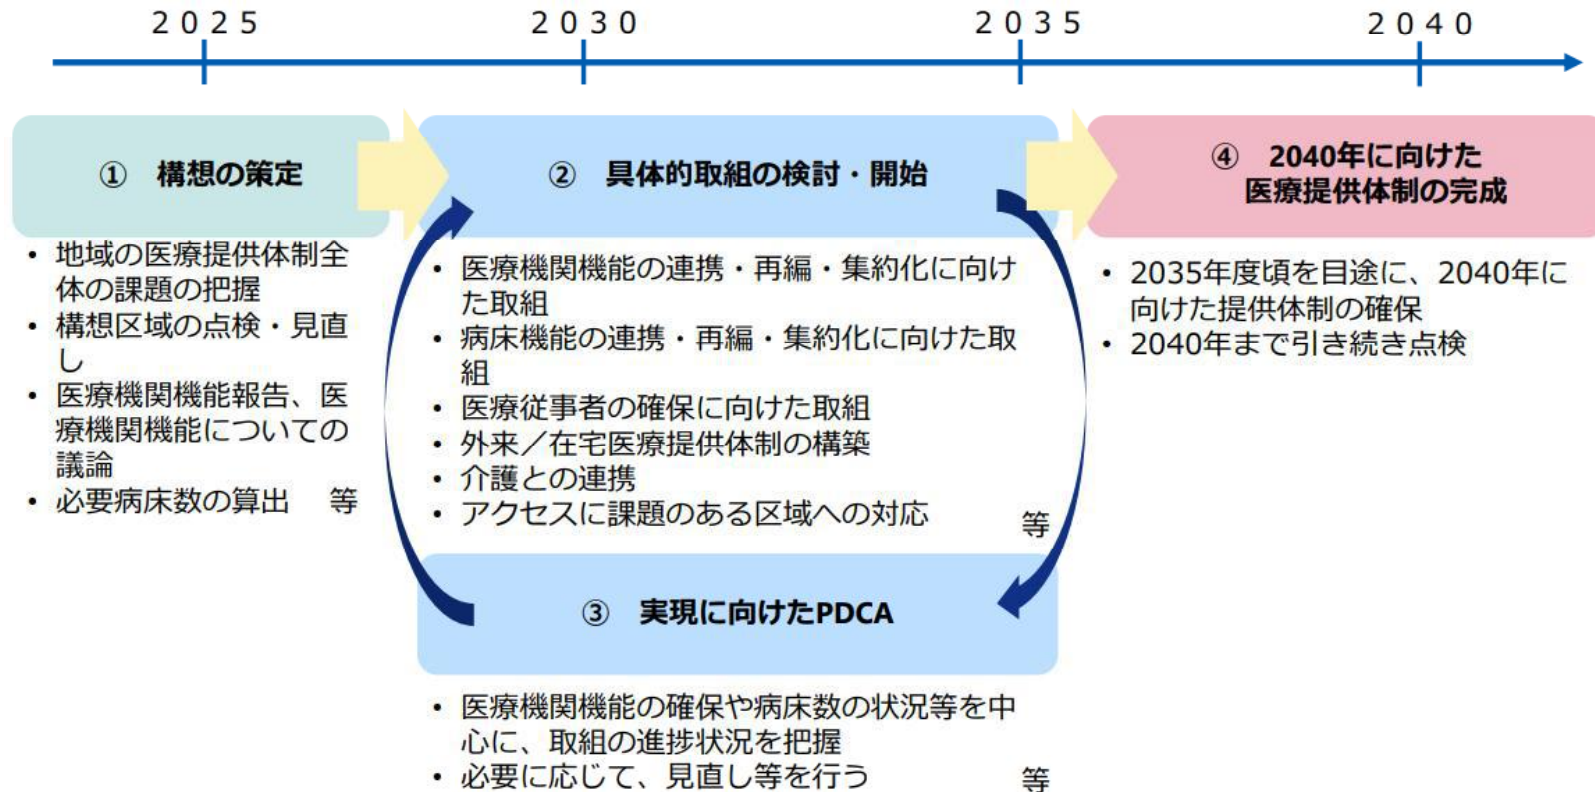 2025
2030
2035
2040
① 構想の策定
• 地域の医療提供体制全
体の課題の把握
• 構想区域の点検・見直
し
• 医療機関機能報告、医
療機関機能についての
議論
• 必要病床数の算出 等
② 具体的取組の検討・開始
• 医療機関機能の連携・再編・集約化に向け
た取組
• 病床機能の連携・再編・集約化に向けた取
組
• 医療従事者の確保に向けた取組
• 外来／在宅医療提供体制の構築
• 介護との連携
• アクセスに課題のある区域への対応 等
③ 実現に向けたPDCA
• 医療機関機能の確保や病床数の状況等を中
心に、取組の進捗状況を把握
• 必要に応じて、見直し等を行う 等
④ 2040年に向けた
医療提供体制の完成
• 2035年度頃を目途に、2040年に
向けた提供体制の確保
• 2040年まで引き続き点検